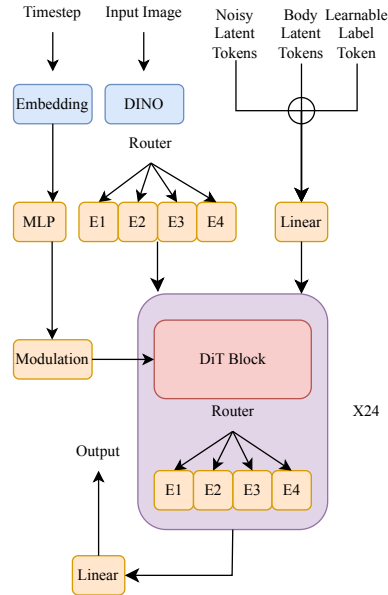 Timestep
Input Image
Noisy
Latent
Tokens
Body
Latent
Tokens
Learnable
Label
Token
Embedding
DINO
Router
MLP
E1
E2
E3
E4
Linear
Modulation
DiT Block
Router
X24
Output
E1
E2
E3
E4
Linear